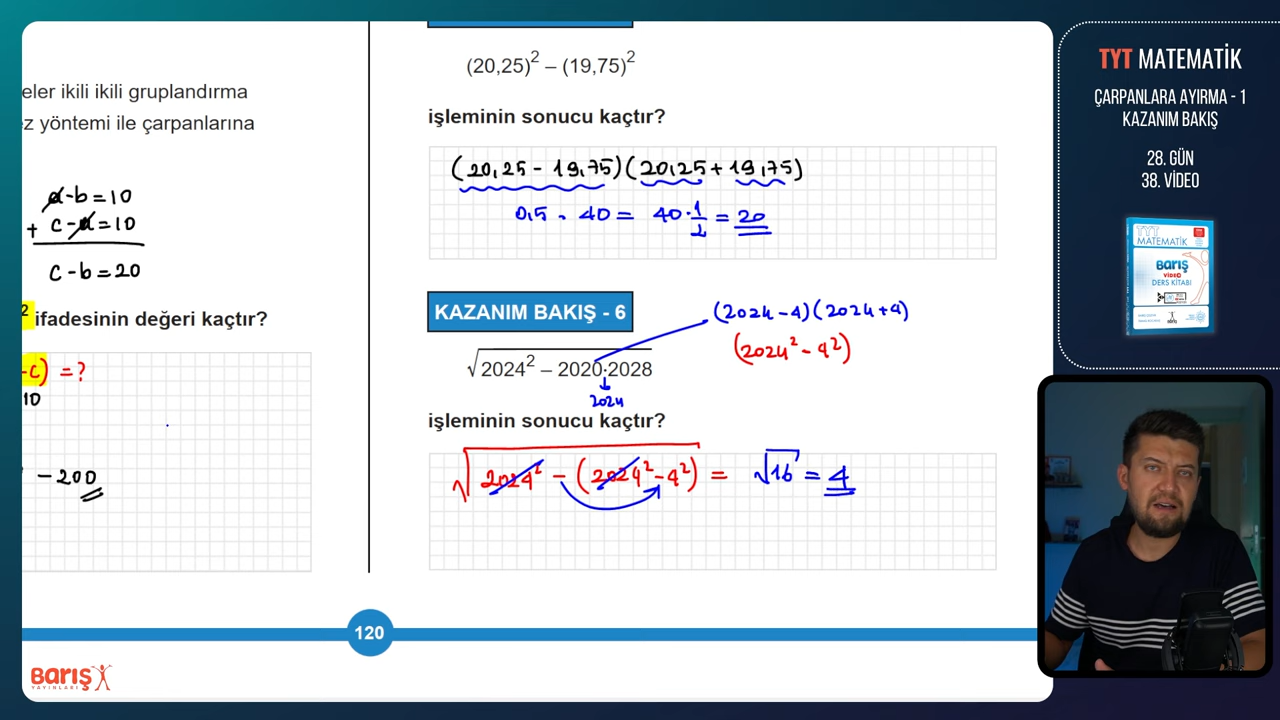 eler ikili ikili gruplandırma
ez yöntemi ile çarpanlarına
a-b=10
+ c-a=10
c-b=20
2 ifadesinin değeri kaçtır?
-c) =?
10
-200
120
BARIŞ
YAYINLARI
(20,25)² – (19,75)²
işleminin sonucu kaçtır?
(20,25 - 19,75)(20,25 + 19,75)
0,5 . 40 = 40 . 1/2 = 20
KAZANIM BAKIŞ - 6
(2024-4)(2024+4)
(2024² - 4²)
√2024² – 2020·2028
2024
işleminin sonucu kaçtır?
√2024² - (2024² - 4²) = √16 = 4
TYT MATEMATİK
ÇARPANLARA AYIRMA - 1
KAZANIM BAKIŞ
28. GÜN
38. VİDEO
TYT
MATEMATİK
BARIŞ
VİDEO
DERS KİTABI